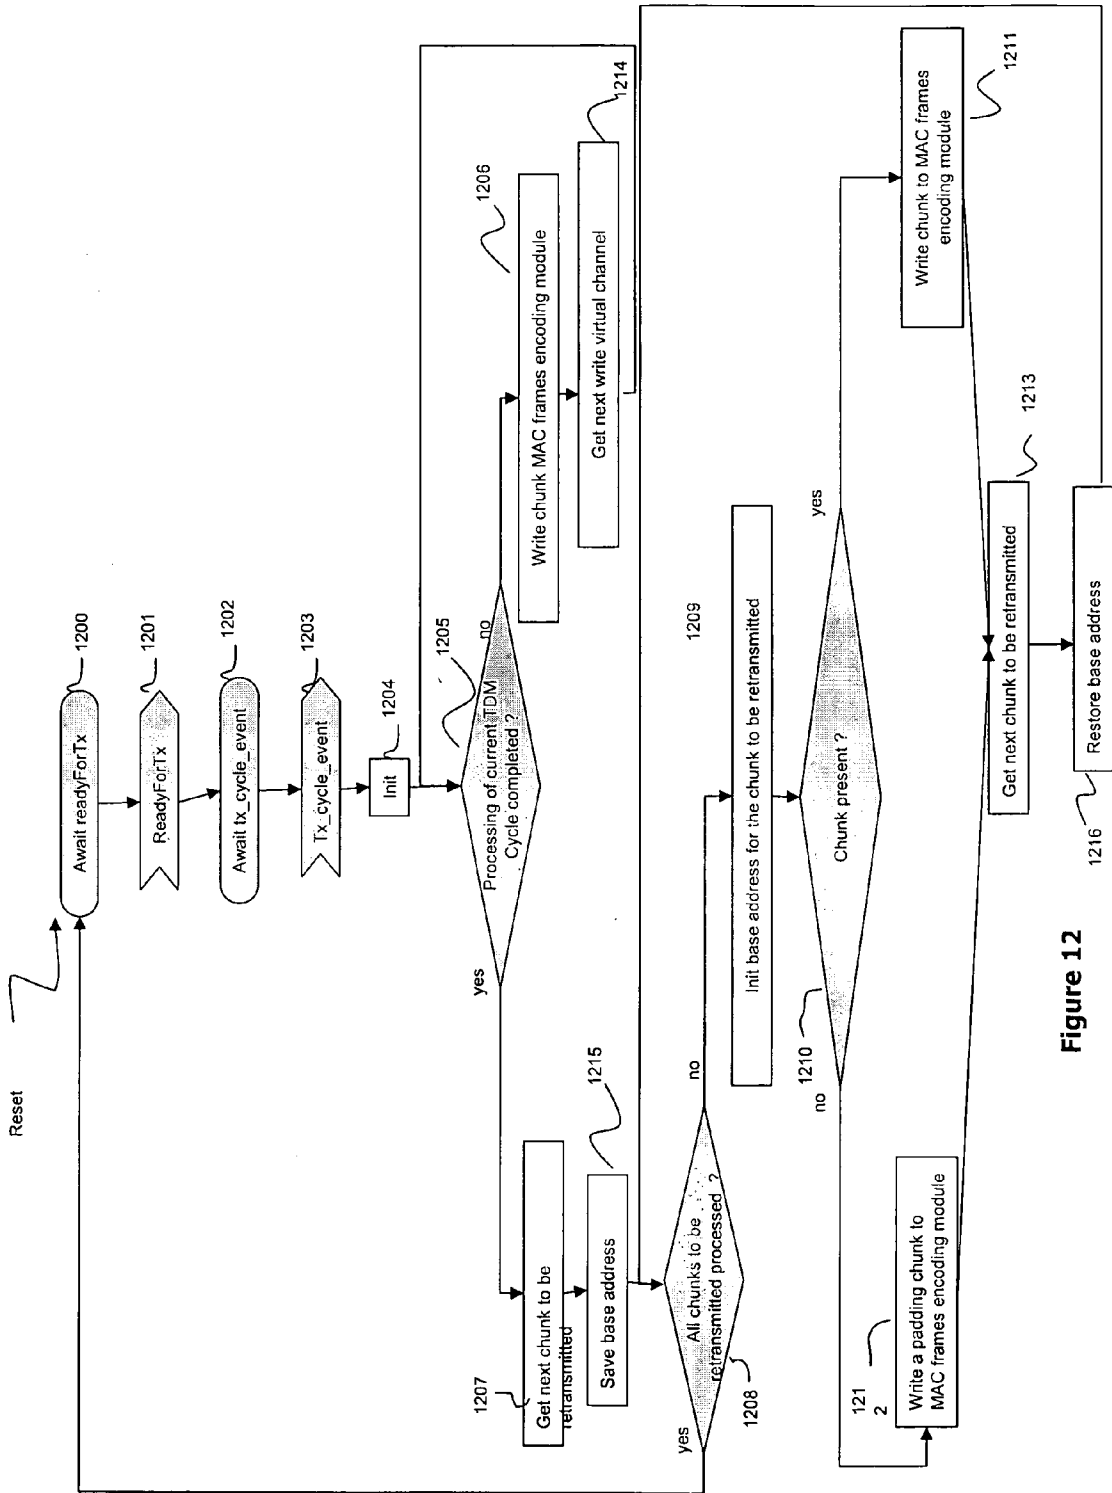 Reset
Await readyForTx
1200
ReadyForTx
1201
Await tx_cycle_event
1202
Tx_cycle_event
1203
Init
1204
Processing of current TDM
Cycle completed ?
1205
yes
no
Write chunk MAC frames encoding module
1206
Get next write virtual channel
1214
Get next chunk to be
retransmitted
1207
Save base address
1215
All chunks to be
retransmitted processed ?
1208
yes
no
Init base address for the chunk to be retransmitted
1209
Chunk present ?
1210
no
yes
Write a padding chunk to
MAC frames encoding module
121
2
Write chunk to MAC frames
encoding module
1211
Get next chunk to be retransmitted
1213
Restore base address
1216
Figure 12